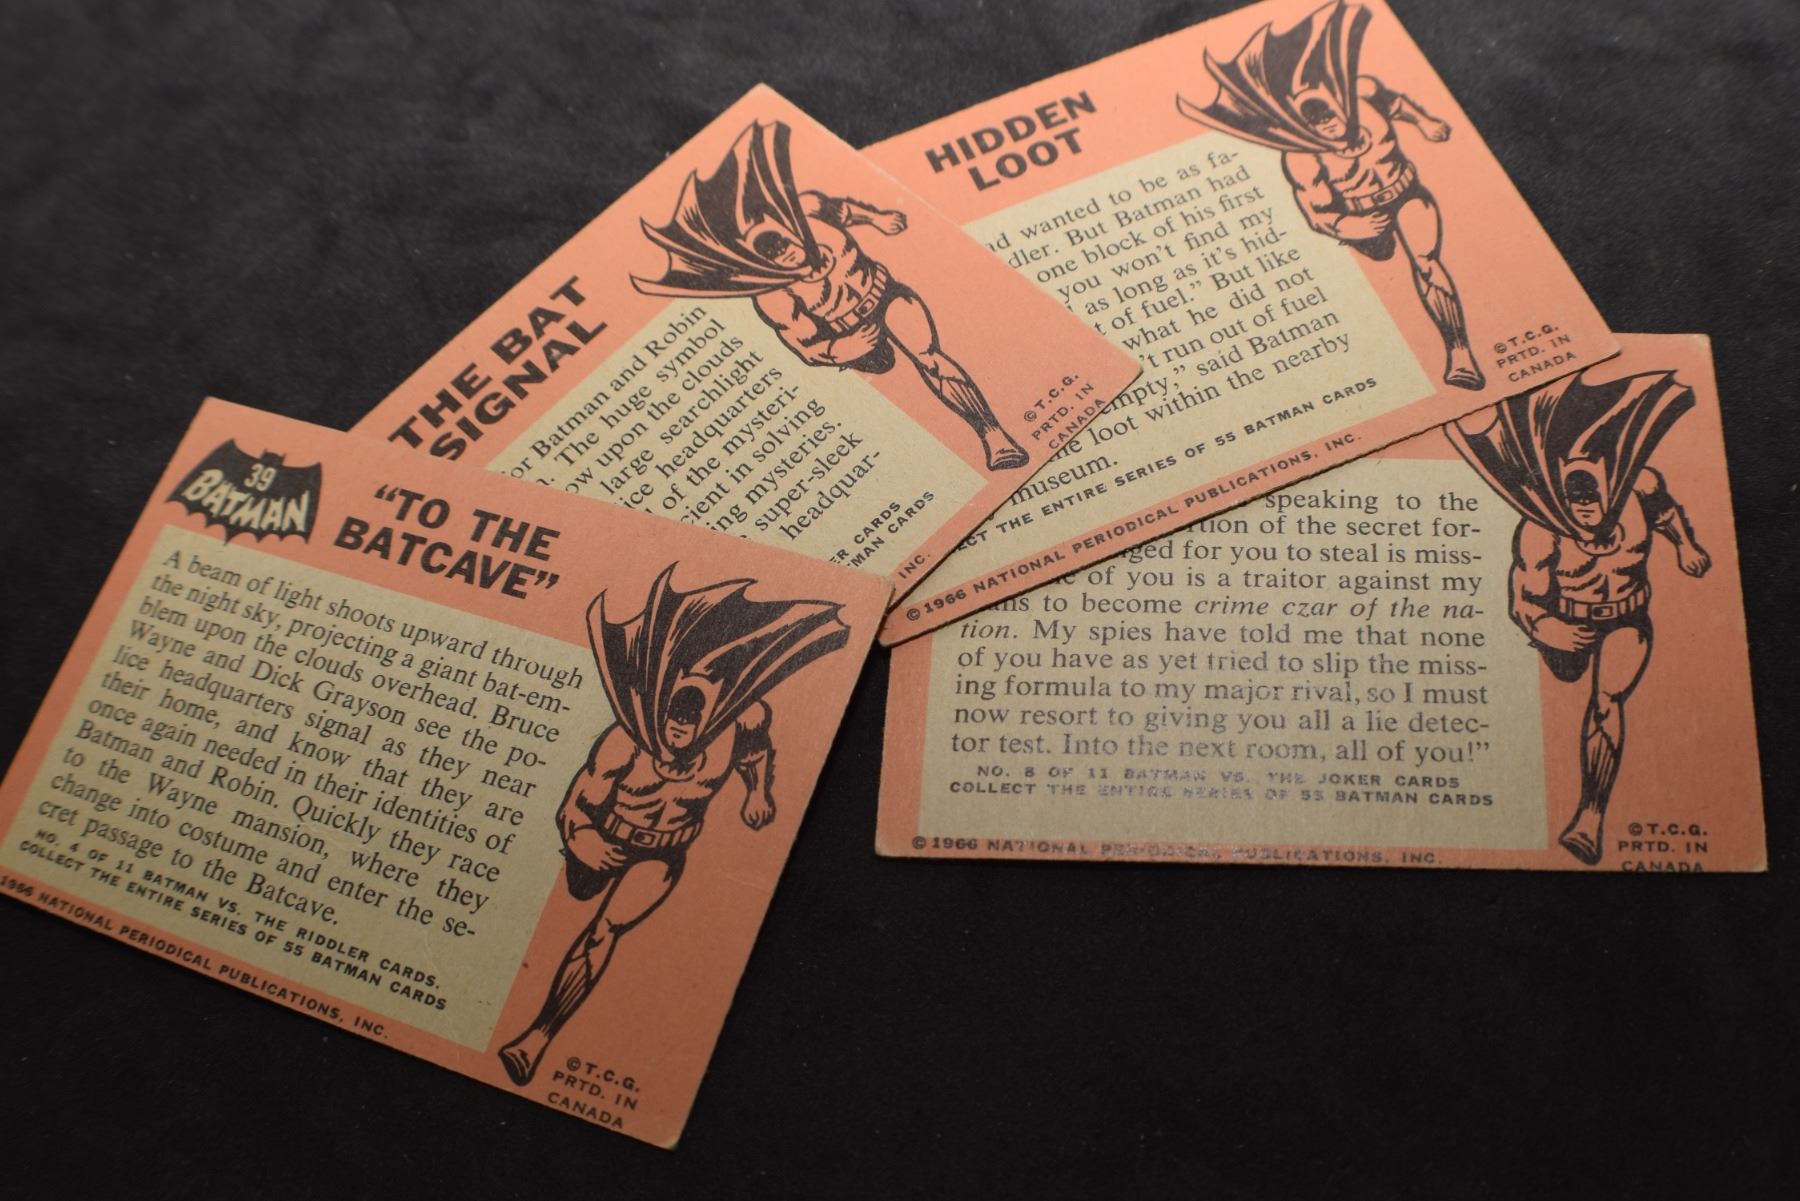 39
BATMAN
"TO THE
BATCAVE"
A beam of light shoots upward through
the night sky, projecting a giant bat-em-
blem upon the clouds overhead. Bruce
Wayne and Dick Grayson see the po-
lice headquarters signal as they near
their home, and know that they are
once again needed in their identities of
Batman and Robin. Quickly they race
to the Wayne mansion, where they
change into costume and enter the se-
cret passage to the Batcave.
NO. 4 OF 11 BATMAN VS. THE RIDDLER CARDS.
COLLECT THE ENTIRE SERIES OF 55 BATMAN CARDS
1966 NATIONAL PERIODICAL PUBLICATIONS, INC.
©T.C.G.
PRTD. IN
CANADA
THE BAT
SIGNAL
or Batman and Robin
The huge symbol
upon the clouds
large searchlight
headquarters
of the mysteri-
in solving
mysteries.
super-sleek
headquar-
CARDS
CARDS
INC.
©T.C.G.
PRTD. IN
CANADA
HIDDEN
LOOT
wanted to be as fa-
But Batman had
one block of his first
you won't find my
as long as it's hid-
of fuel." But like
what he did not
run out of fuel
said Batman
loot within the nearby
museum.
THE ENTIRE SERIES OF 55 BATMAN CARDS
©1966 NATIONAL PERIODICAL PUBLICATIONS, INC.
©T.C.G.
PRTD. IN
CANADA
speaking to the
of the secret for-
for you to steal is miss-
of you is a traitor against my
to become crime czar of the na-
tion. My spies have told me that none
of you have as yet tried to slip the miss-
ing formula to my major rival, so I must
now resort to giving you all a lie detec-
tor test. Into the next room, all of you!"
NO. 8 OF 11 BATMAN VS. THE JOKER CARDS
COLLECT THE ENTIRE SERIES OF 55 BATMAN CARDS
©1966 NATIONAL PERIODICAL PUBLICATIONS, INC.
©T.C.G.
PRTD. IN
CANADA